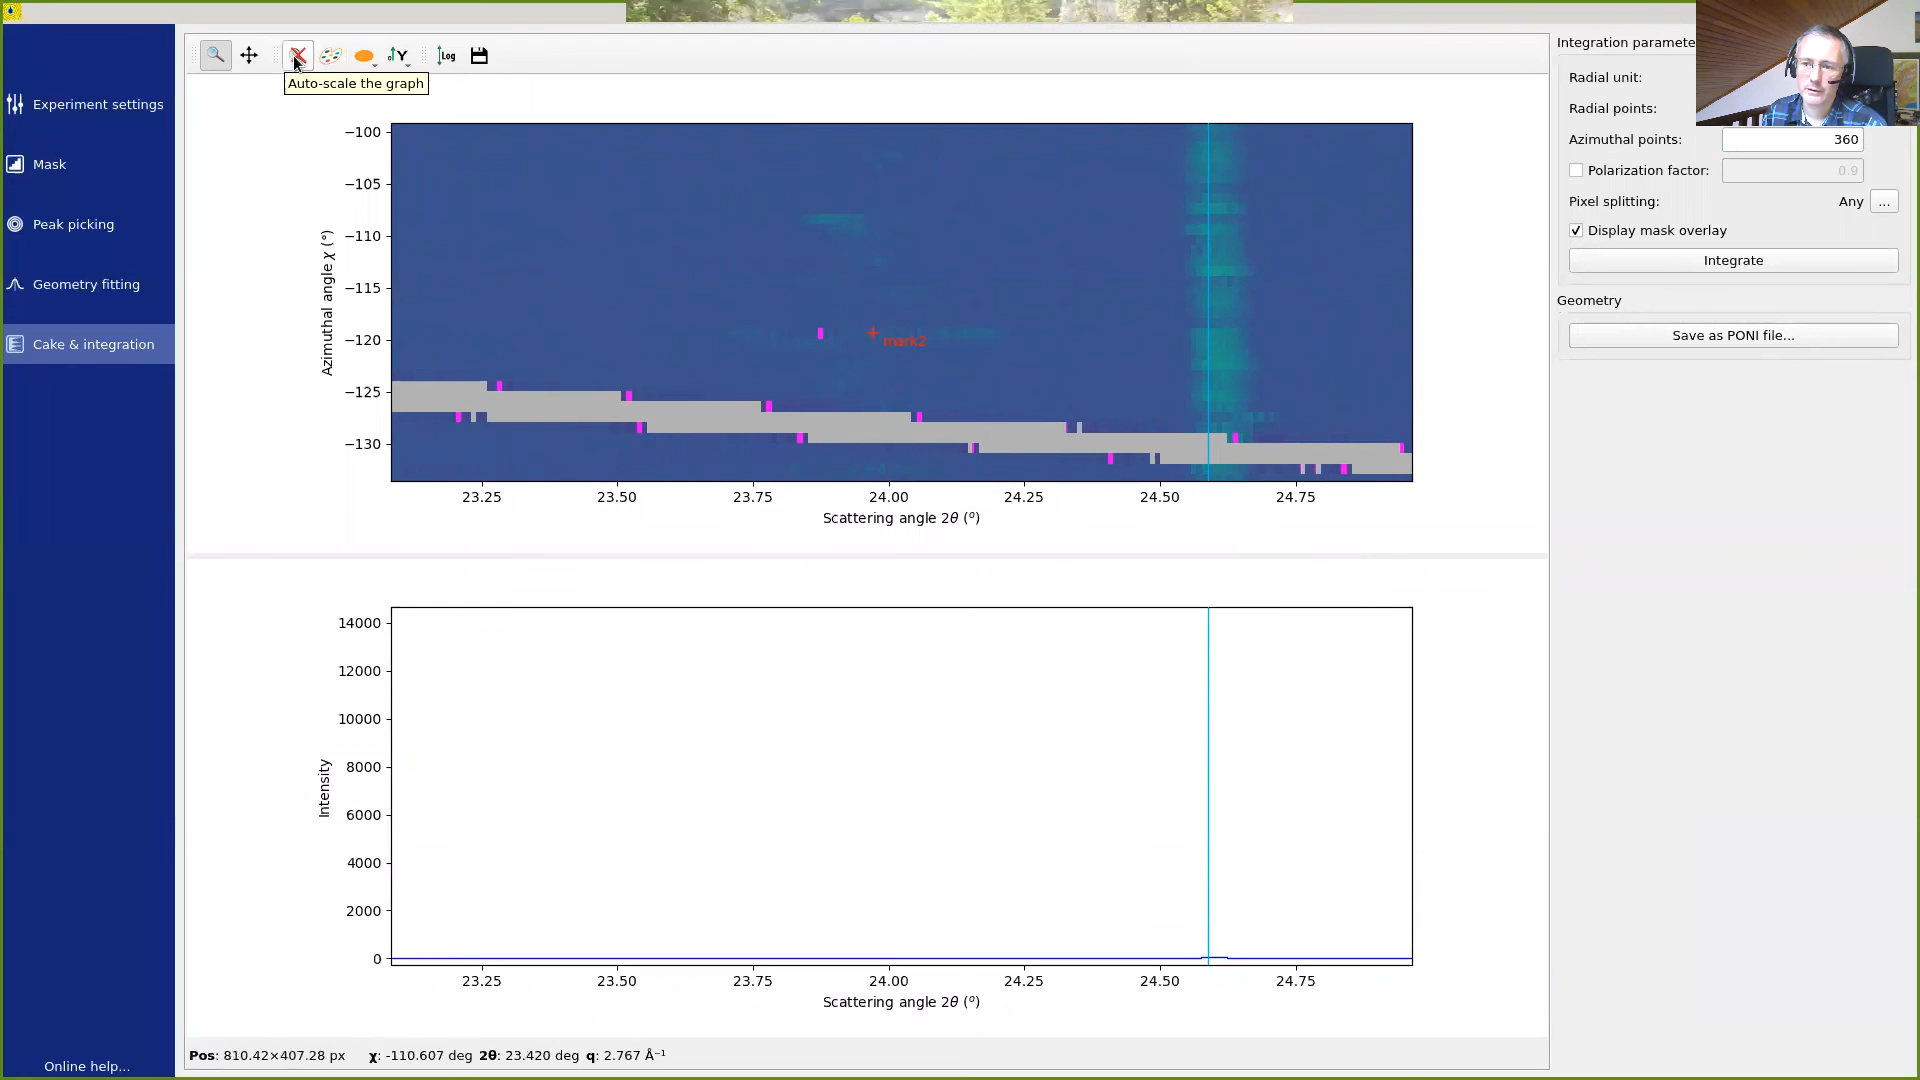 Auto-scale the graph
Log
Y
Experiment settings
Mask
Peak picking
Geometry fitting
Cake & integration
Online help...
Azimuthal angle χ (°)
−100
−105
−110
−115
−120
−125
−130
mark2
23.25 23.50 23.75 24.00 24.25 24.50 24.75
Scattering angle 2θ (°)
Intensity
14000
12000
10000
8000
6000
4000
2000
0
23.25 23.50 23.75 24.00 24.25 24.50 24.75
Scattering angle 2θ (°)
Pos: 810.42×407.28 px χ: -110.607 deg 2θ: 23.420 deg q: 2.767 Å⁻¹
Radial unit:
Radial points:
Azimuthal points: 360
Polarization factor: 0.9
Pixel splitting: Any ...
Display mask overlay
Integrate
Geometry
Save as PONI file...